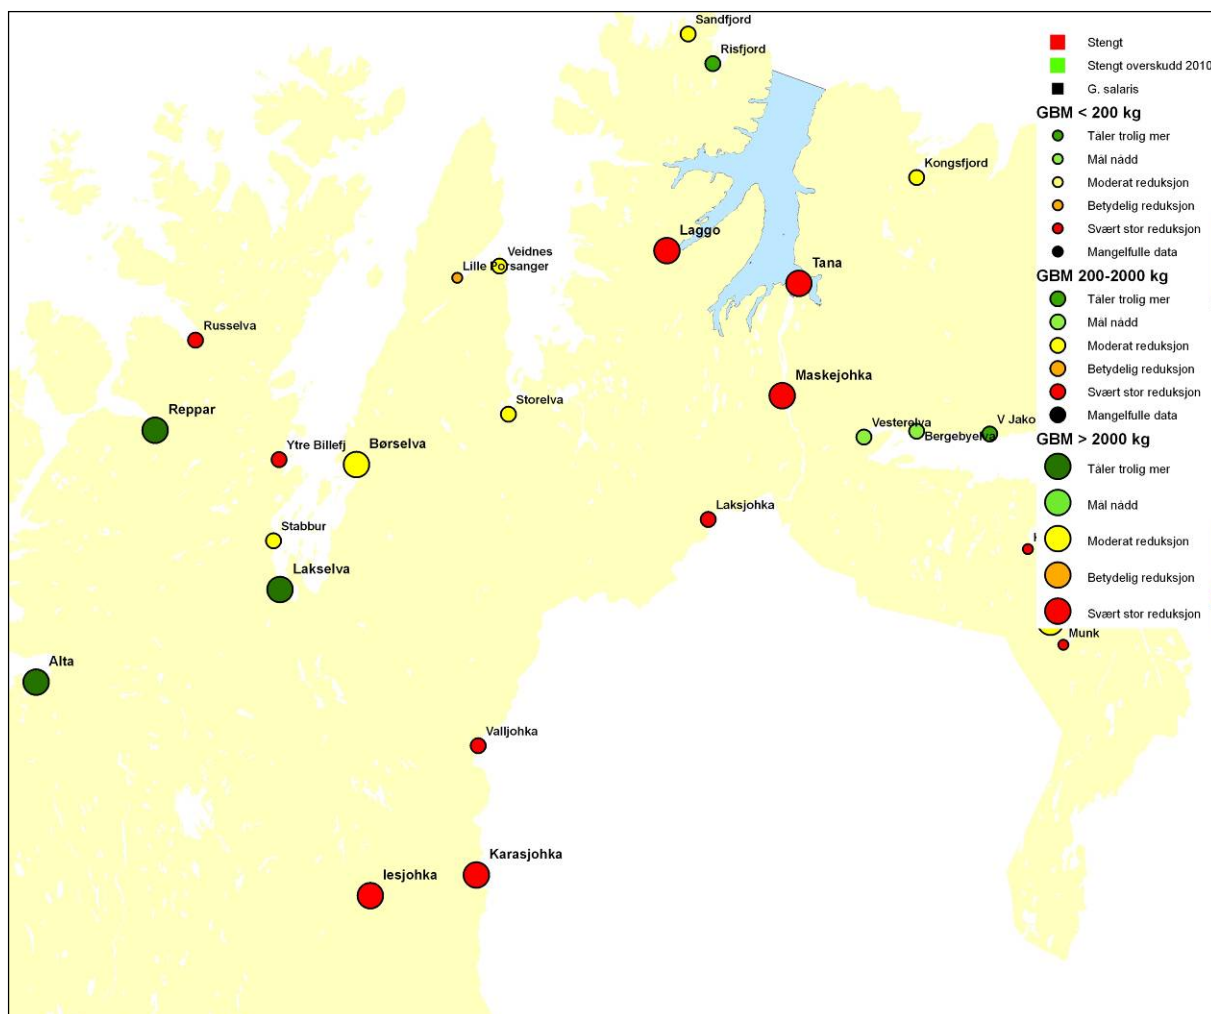 Sandfjord
Risfjord
Kongsfjord
Laggo
Tana
Veidnes
Lille Porsanger
Russelva
Maskejohka
Reppar
Storelva
Børselva
Ytre Billefj
Vesterelva
Bergebyelva
V Jako
Laksjohka
Stabbur
Lakselva
Munk
Alta
Valljohka
Karasjohka
Iesjohka
Stengt
Stengt overskudd 2010
G. salaris
GBM < 200 kg
Tåler trolig mer
Mål nådd
Moderat reduksjon
Betydelig reduksjon
Svært stor reduksjon
Mangelfulle data
GBM 200-2000 kg
Tåler trolig mer
Mål nådd
Moderat reduksjon
Betydelig reduksjon
Svært stor reduksjon
Mangelfulle data
GBM > 2000 kg
Tåler trolig mer
Mål nådd
Moderat reduksjon
Betydelig reduksjon
Svært stor reduksjon